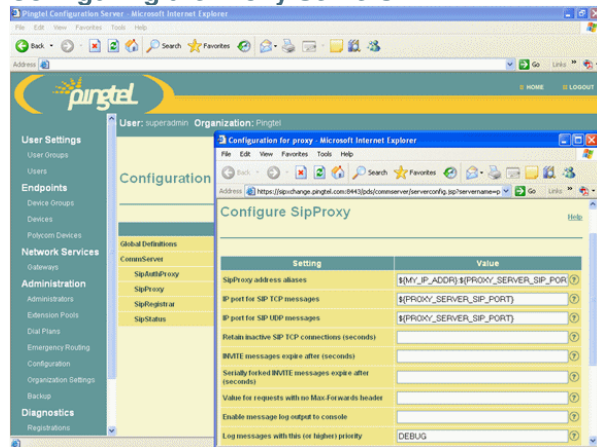 Pingtel Configuration Server - Microsoft Internet Explorer
File Edit View Favorites Tools Help
Back Search Favorites
Address Go Links
pingtel
HOME LOGOUT
User: superadmin Organization: Pingtel
User Settings
User Groups
Users
Endpoints
Device Groups
Devices
Polycom Devices
Network Services
Gateways
Administration
Administrators
Extension Pools
Dial Plans
Emergency Routing
Configuration
Organization Settings
Backup
Diagnostics
Registrations
Configuration
Global Definitions
CommServer
SipAuthProxy
SipProxy
SipRegistrar
SipStatus
Configuration for proxy - Microsoft Internet Explorer
File Edit View Favorites Tools Help
Back Search Favorites
Address https://sipxchange.pingtel.com:8443/pds/commserver/serverconfig.jsp?servername=p Go Links
Configure SipProxy
Help
Setting Value
SipProxy address aliases ${MY_IP_ADDR}:${PROXY_SERVER_SIP_POR
IP port for SIP TCP messages ${PROXY_SERVER_SIP_PORT}
IP port for SIP UDP messages ${PROXY_SERVER_SIP_PORT}
Retain inactive SIP TCP connections (seconds)
INVITE messages expire after (seconds)
Serially forked INVITE messages expire after
(seconds)
Value for requests with no Max-Forwards header
Enable message log output to console
Log messages with this (or higher) priority DEBUG